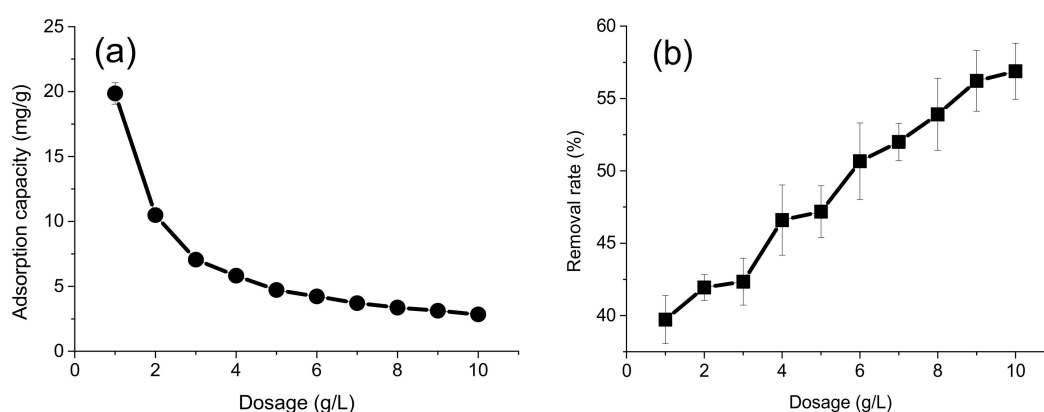 (a)
Adsorption capacity (mg/g)
25
20
15
10
5
0
0 2 4 6 8 10
Dosage (g/L)
(b)
Removal rate (%)
60
55
50
45
40
0 2 4 6 8 10
Dosage (g/L)